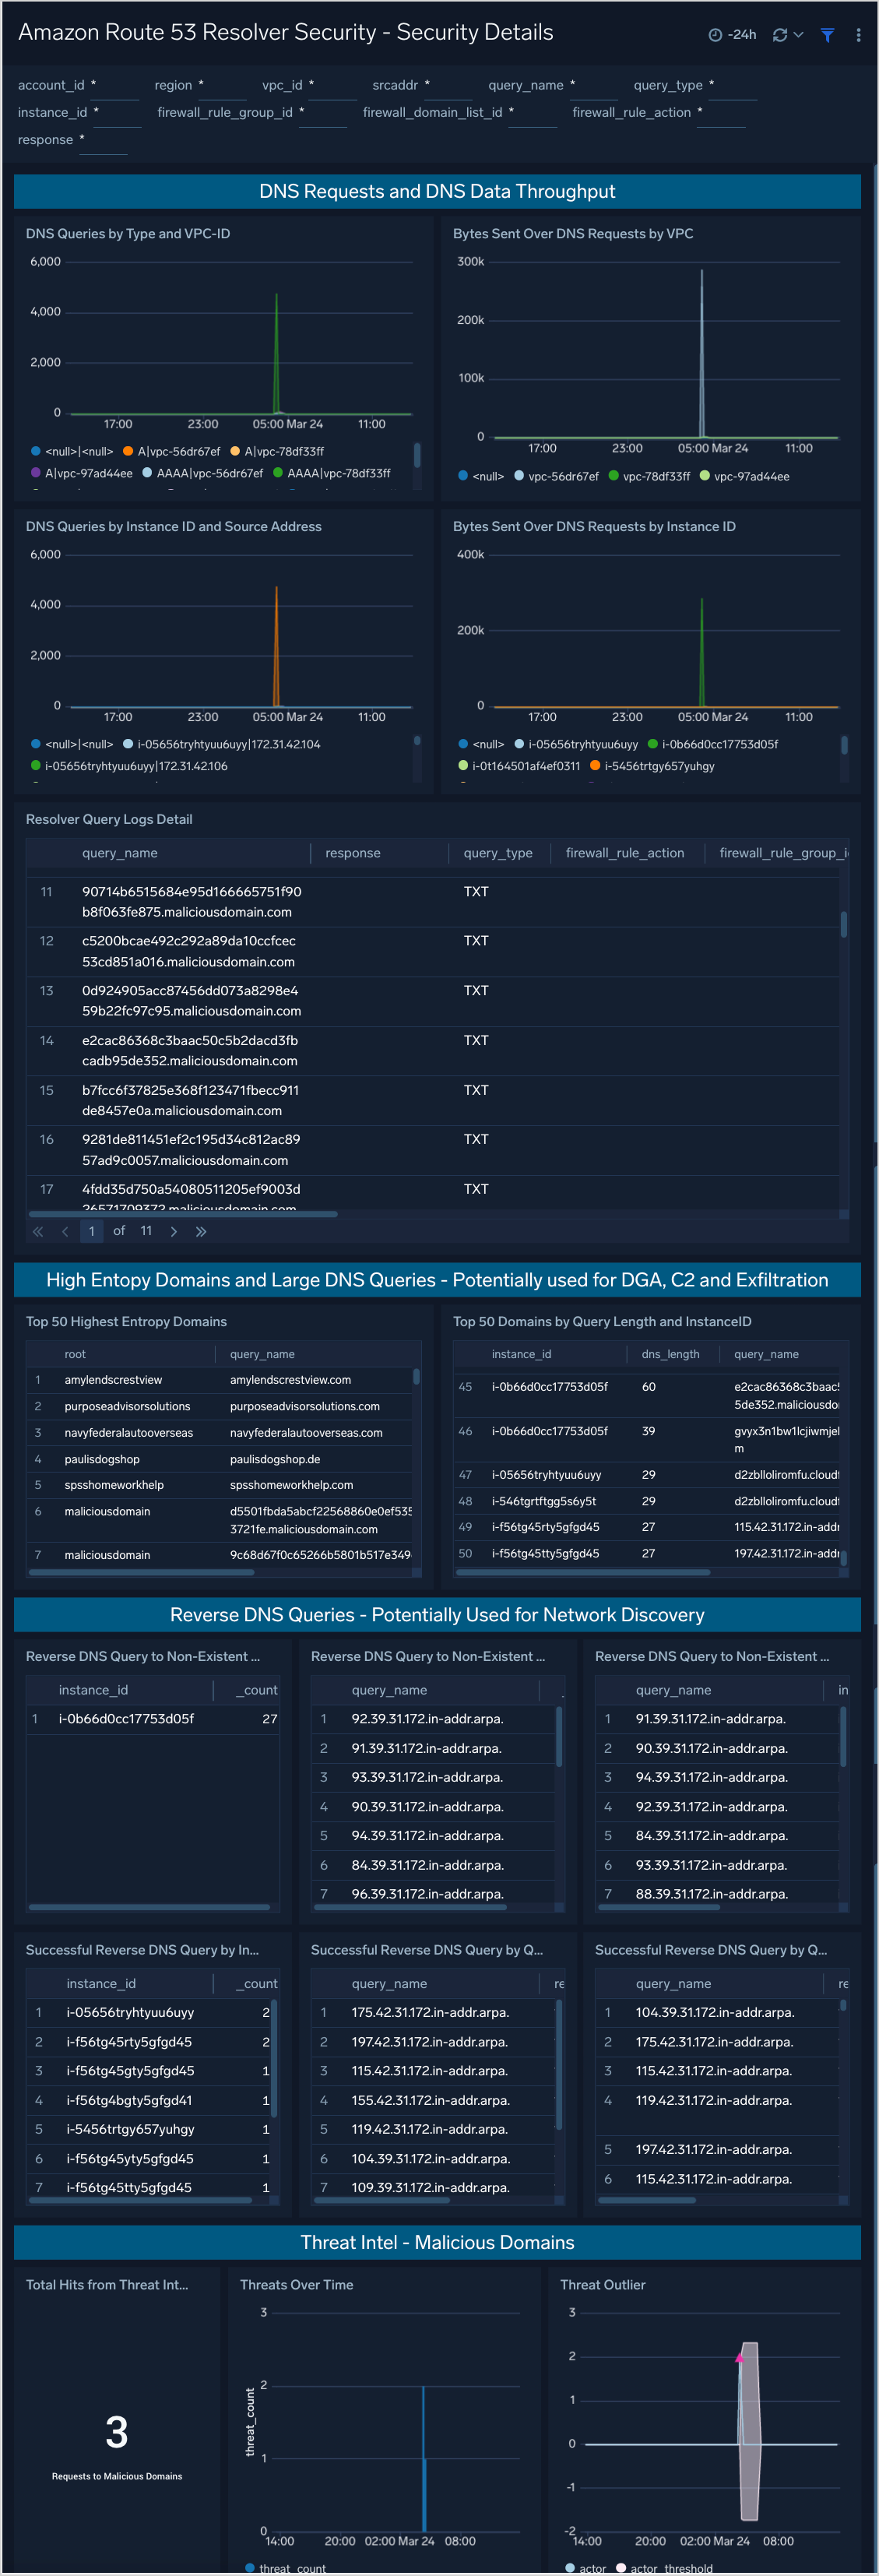 Amazon Route 53 Resolver Security - Security Details
-24h
account_id * region * vpc_id * srcaddr * query_name * query_type *
instance_id * firewall_rule_group_id * firewall_domain_list_id * firewall_rule_action *
response *
DNS Requests and DNS Data Throughput
DNS Queries by Type and VPC-ID
6,000
4,000
2,000
0
17:00 23:00 05:00 Mar 24 11:00
<null>|<null> A|vpc-56dr67ef A|vpc-78df33ff
A|vpc-97ad44ee AAAA|vpc-56dr67ef AAAA|vpc-78df33ff
Bytes Sent Over DNS Requests by VPC
300k
200k
100k
0
17:00 23:00 05:00 Mar 24 11:00
<null> vpc-56dr67ef vpc-78df33ff vpc-97ad44ee
DNS Queries by Instance ID and Source Address
6,000
4,000
2,000
0
17:00 23:00 05:00 Mar 24 11:00
<null>|<null> i-05656tryhtyuu6uyy|172.31.42.104
i-05656tryhtyuu6uyy|172.31.42.106
Bytes Sent Over DNS Requests by Instance ID
400k
200k
0
17:00 23:00 05:00 Mar 24 11:00
<null> i-05656tryhtyuu6uyy i-0b66d0cc17753d05f
i-0t164501af4ef0311 i-5456trtgy657yuhgy
Resolver Query Logs Detail
query_name response query_type firewall_rule_action firewall_rule_group_i
11 90714b6515684e95d166665751f90 TXT
b8f063fe875.maliciousdomain.com
12 c5200bcae492c292a89da10ccfcec TXT
53cd851a016.maliciousdomain.com
13 0d924905acc87456dd073a8298e4 TXT
59b22fc97c95.maliciousdomain.com
14 e2cac86368c3baac50c5b2dacd3fb TXT
cadb95de352.maliciousdomain.com
15 b7fcc6f37825e368f123471fbecc911 TXT
de8457e0a.maliciousdomain.com
16 9281de811451ef2c195d34c812ac89 TXT
57ad9c0057.maliciousdomain.com
17 4fdd35d750a54080511205ef9003d TXT
26571709372.maliciousdomain.com
1 of 11
High Entopy Domains and Large DNS Queries - Potentially used for DGA, C2 and Exfiltration
Top 50 Highest Entropy Domains
root query_name
1 amylendscrestview amylendscrestview.com
2 purposeadvisorsolutions purposeadvisorsolutions.com
3 navyfederalautooverseas navyfederalautooverseas.com
4 paulisdogshop paulisdogshop.de
5 spsshomeworkhelp spsshomeworkhelp.com
6 maliciousdomain d5501fbda5abcf22568860e0ef535
3721fe.maliciousdomain.com
7 maliciousdomain 9c68d67f0c65266b5801b517e349
Top 50 Domains by Query Length and InstanceID
instance_id dns_length query_name
45 i-0b66d0cc17753d05f 60 e2cac86368c3baac5
5de352.maliciousdo
46 i-0b66d0cc17753d05f 39 gvyx3n1bw1lcjiwmjel
m
47 i-05656tryhtyuu6uyy 29 d2zblloliromfu.cloud
48 i-546tgrtftgg5s6y5t 29 d2zblloliromfu.cloud
49 i-f56tg45rty5gfgd45 27 115.42.31.172.in-addr
50 i-f56tg45tty5gfgd45 27 197.42.31.172.in-addr
Reverse DNS Queries - Potentially Used for Network Discovery
Reverse DNS Query to Non-Existent ...
instance_id _count
1 i-0b66d0cc17753d05f 27
Reverse DNS Query to Non-Existent ...
query_name
1 92.39.31.172.in-addr.arpa.
2 91.39.31.172.in-addr.arpa.
3 93.39.31.172.in-addr.arpa.
4 90.39.31.172.in-addr.arpa.
5 94.39.31.172.in-addr.arpa.
6 84.39.31.172.in-addr.arpa.
7 96.39.31.172.in-addr.arpa.
Reverse DNS Query to Non-Existent ...
query_name in
1 91.39.31.172.in-addr.arpa.
2 90.39.31.172.in-addr.arpa.
3 94.39.31.172.in-addr.arpa.
4 92.39.31.172.in-addr.arpa.
5 84.39.31.172.in-addr.arpa.
6 93.39.31.172.in-addr.arpa.
7 88.39.31.172.in-addr.arpa.
Successful Reverse DNS Query by In...
instance_id _count
1 i-05656tryhtyuu6uyy 2
2 i-f56tg45rty5gfgd45 2
3 i-f56tg45gty5gfgd45 1
4 i-f56tg4bgty5gfgd41 1
5 i-5456trtgy657yuhgy 1
6 i-f56tg45yty5gfgd45 1
7 i-f56tg45tty5gfgd45 1
Successful Reverse DNS Query by Q...
query_name re
1 175.42.31.172.in-addr.arpa.
2 197.42.31.172.in-addr.arpa.
3 115.42.31.172.in-addr.arpa.
4 155.42.31.172.in-addr.arpa.
5 119.42.31.172.in-addr.arpa.
6 104.39.31.172.in-addr.arpa.
7 109.39.31.172.in-addr.arpa.
Successful Reverse DNS Query by Q...
query_name re
1 104.39.31.172.in-addr.arpa.
2 175.42.31.172.in-addr.arpa.
3 115.42.31.172.in-addr.arpa.
4 119.42.31.172.in-addr.arpa.
5 197.42.31.172.in-addr.arpa.
6 115.42.31.172.in-addr.arpa.
Threat Intel - Malicious Domains
Total Hits from Threat Int...
3
Requests to Malicious Domains
Threats Over Time
threat_count
3
2
1
0
14:00 20:00 02:00 Mar 24 08:00
threat_count
Threat Outlier
3
2
1
0
-1
-2
14:00 20:00 02:00 Mar 24 08:00
actor actor_threshold